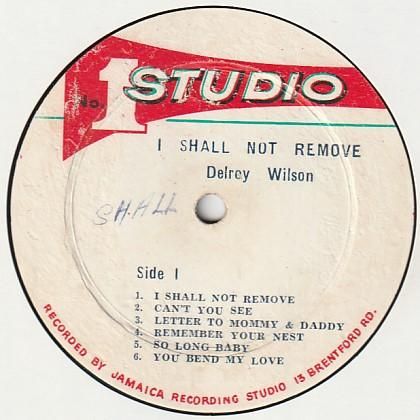 No. 1 STUDIO
I SHALL NOT REMOVE
Delroy Wilson
SHALL
Side 1
1. I SHALL NOT REMOVE
2. CAN'T YOU SEE
3. LETTER TO MOMMY & DADDY
4. REMEMBER YOUR NEST
5. SO LONG BABY
6. YOU BEND MY LOVE
RECORDED BY JAMAICA RECORDING STUDIO 13 BRENTFORD RD.